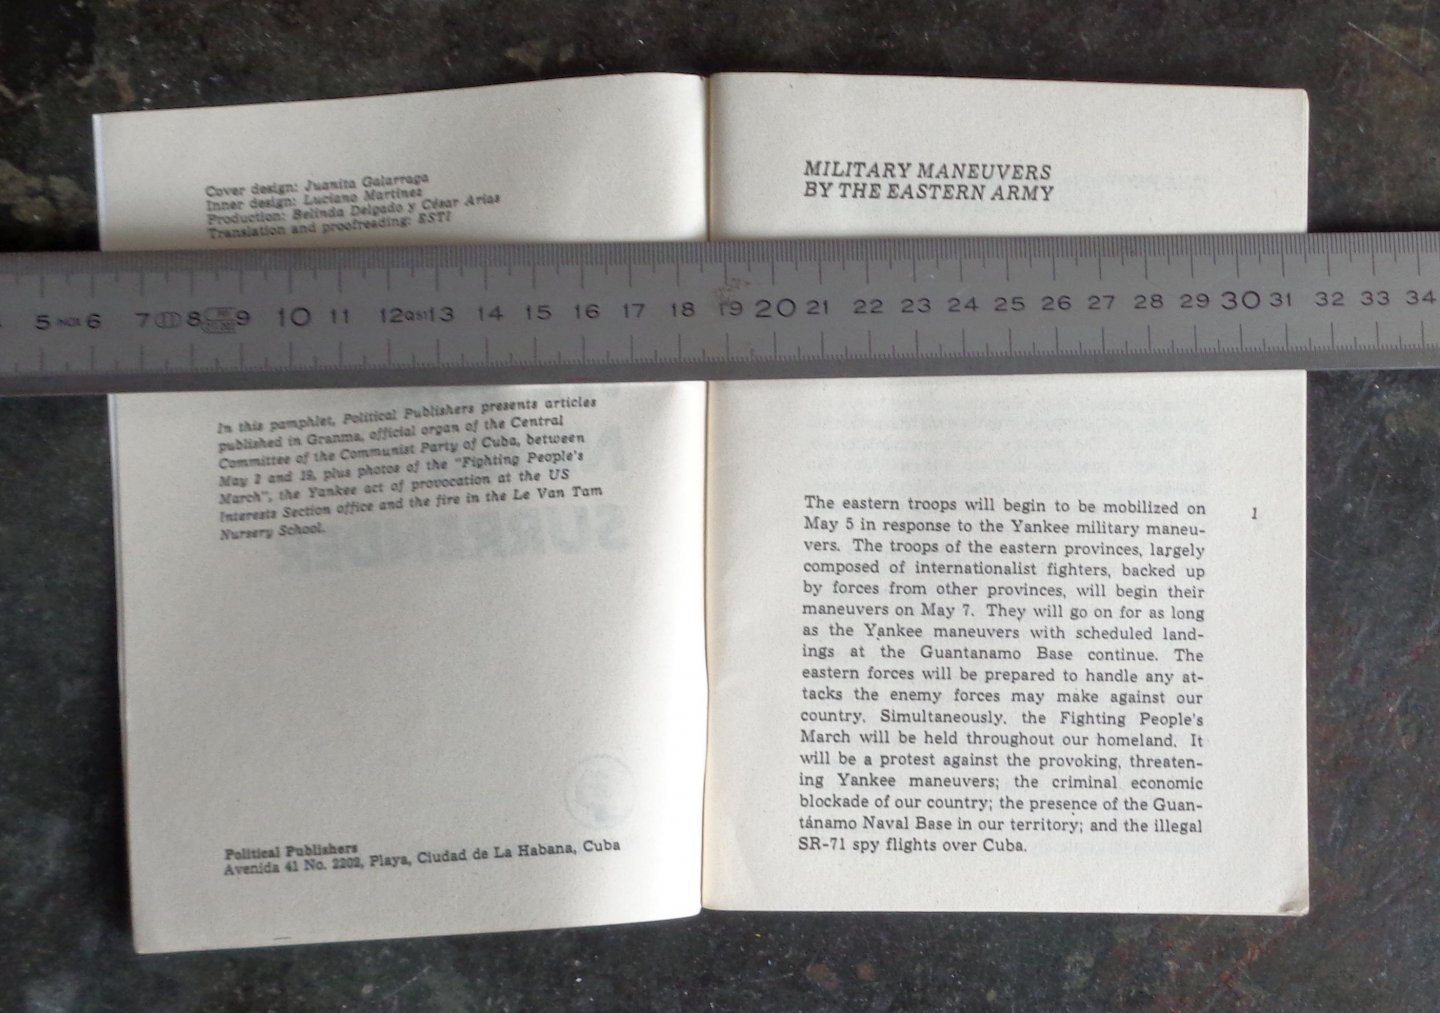 Cover design: Juanita Galarraga
Inner design: Luciano Martínez
Production: Belinda Delgado y César Arias
Translation and proofreading: ESTI
5 INOX 6 7 8 9 10 11 12 13 14 15 16 17 18 19 20 21 22 23 24 25 26 27 28 29 30 31 32 33 34
In this pamphlet, Political Publishers presents articles
published in Granma, official organ of the Central
Committee of the Communist Party of Cuba, between
May 2 and 19, plus photos of the "Fighting People's
March", the Yankee act of provocation at the US
Interests Section office and the fire in the Le Van Tam
Nursery School.
Political Publishers
Avenida 41 No. 2202, Playa, Ciudad de La Habana, Cuba
MILITARY MANEUVERS
BY THE EASTERN ARMY
The eastern troops will begin to be mobilized on
May 5 in response to the Yankee military maneu-
vers. The troops of the eastern provinces, largely
composed of internationalist fighters, backed up
by forces from other provinces, will begin their
maneuvers on May 7. They will go on for as long
as the Yankee maneuvers with scheduled land-
ings at the Guantanamo Base continue. The
eastern forces will be prepared to handle any at-
tacks the enemy forces may make against our
country. Simultaneously, the Fighting People's
March will be held throughout our homeland. It
will be a protest against the provoking, threaten-
ing Yankee maneuvers; the criminal economic
blockade of our country; the presence of the Guan-
tánamo Naval Base in our territory; and the illegal
SR-71 spy flights over Cuba.
1